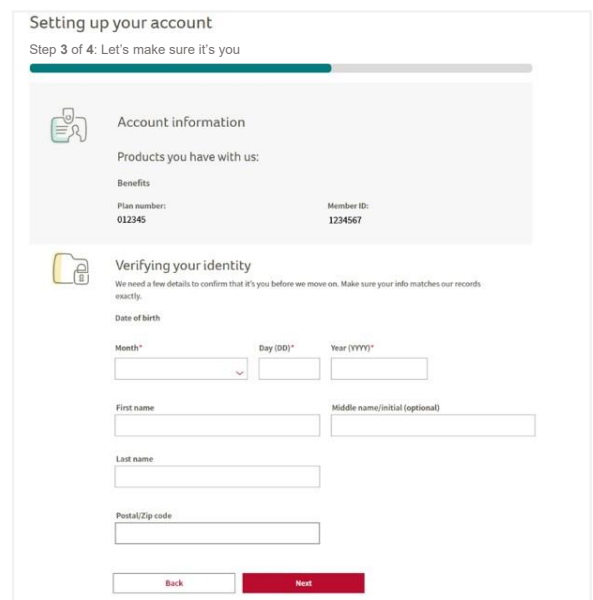 Setting up your account
Step 3 of 4: Let's make sure it's you
Account information
Products you have with us:
Benefits
Plan number: Member ID:
012345 1234567
Verifying your identity
We need a few details to confirm that it's you before we move on. Make sure your info matches our records
exactly.
Date of birth
Month* Day (DD)* Year (YYYY)*
First name Middle name/initial (optional)
Last name
Postal/Zip code
Back Next